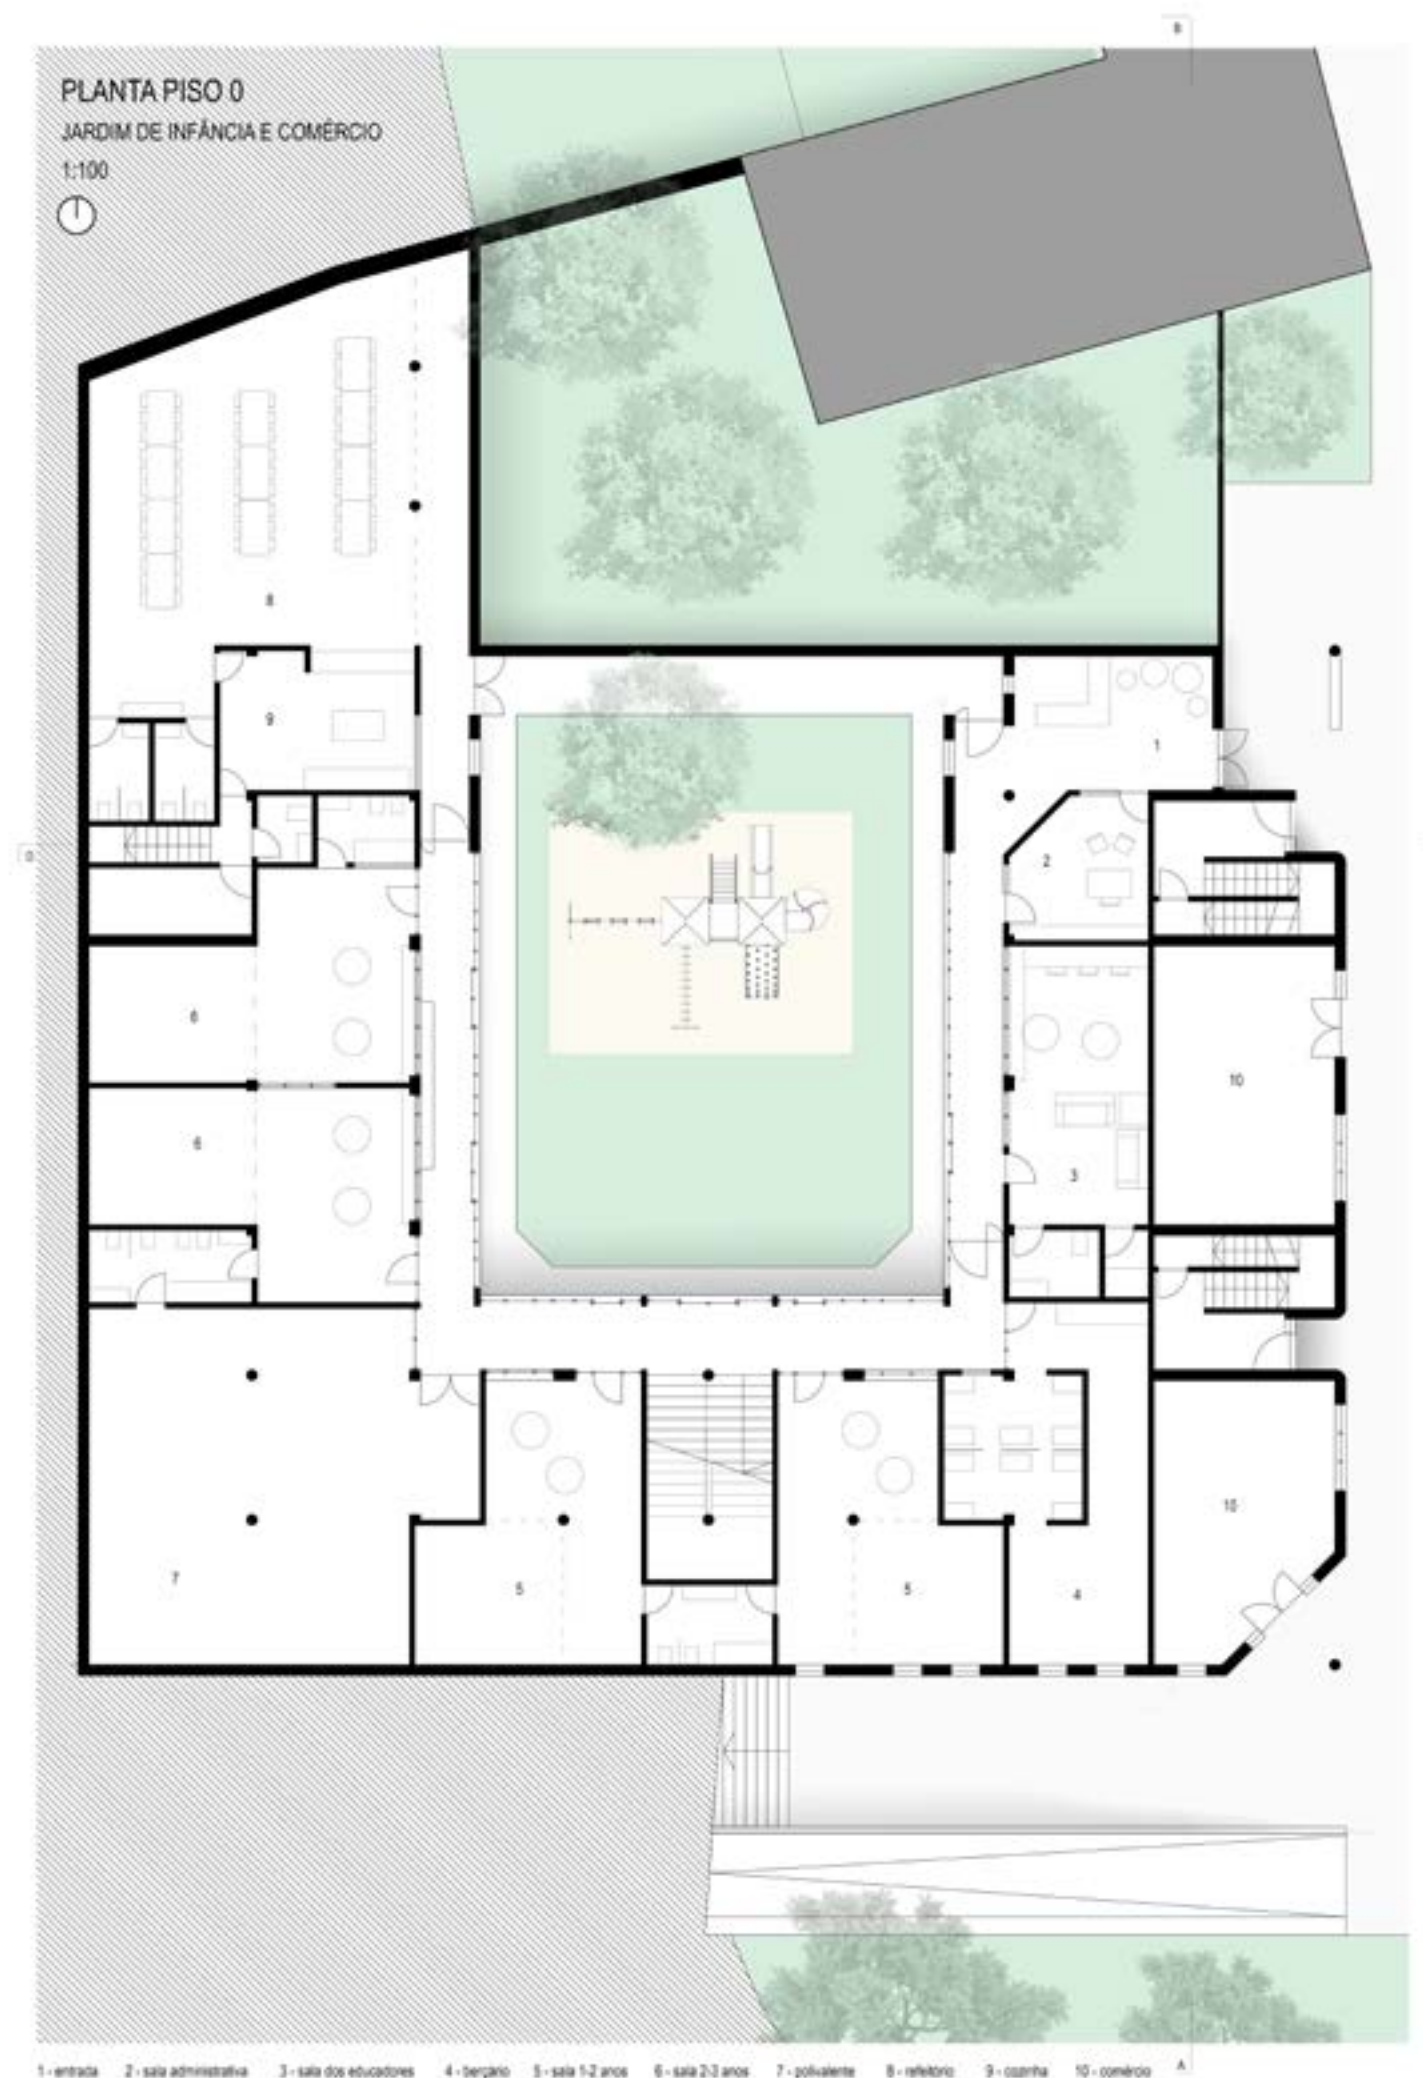 B
PLANTA PISO 0
JARDIM DE INFÂNCIA E COMÉRCIO
1:100
8
9
1
2
6
10
6
3
10
7
5
5
4
1 - entrada 2 - sala administrativa 3 - sala dos educadores 4 - berçário 5 - sala 1-2 anos 6 - sala 2-3 anos 7 - polivalente 8 - refeitório 9 - cozinha 10 - comércio
A